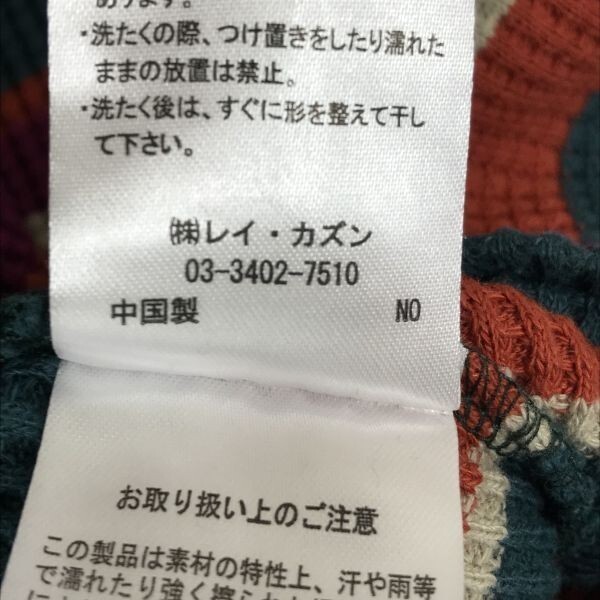 あります。
・洗たくの際、つけ置きをしたり濡れた
ままの放置は禁止。
・洗たく後は、すぐに形を整えて干し
て下さい。
㈱レイ・カズン
03-3402-7510
中国製 NO
お取り扱い上のご注意
この製品は素材の特性上、汗や雨等
で濡れたり強く擦られた